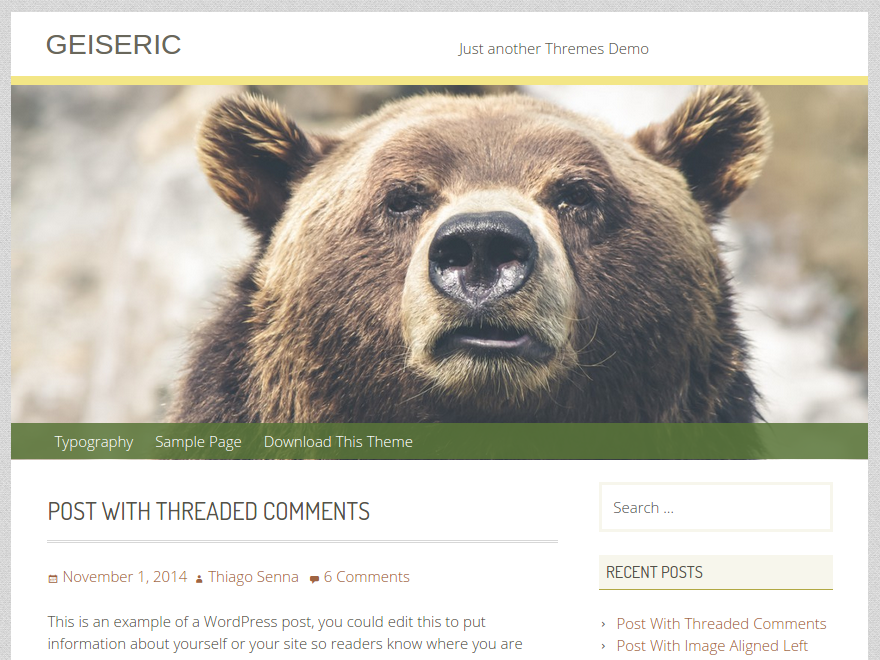 GEISERIC
Just another Thremes Demo
Typography Sample Page Download This Theme
POST WITH THREADED COMMENTS
November 1, 2014 Thiago Senna 6 Comments
This is an example of a WordPress post, you could edit this to put
information about yourself or your site so readers know where you are
Search ...
RECENT POSTS
Post With Threaded Comments
Post With Image Aligned Left